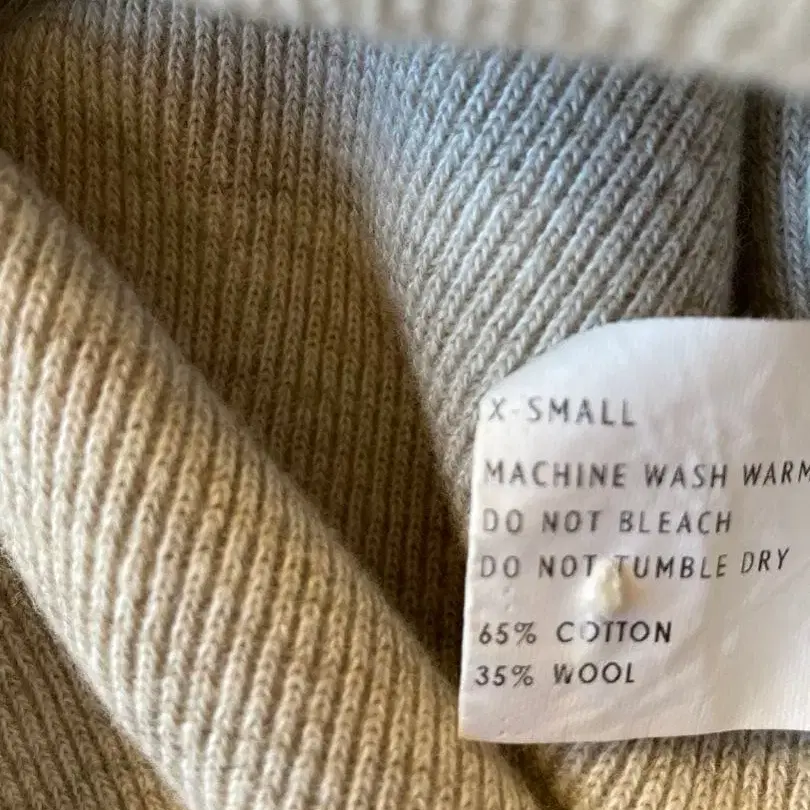 X-SMALL
MACHINE WASH WARM
DO NOT BLEACH
DO NOT TUMBLE DRY
65% COTTON
35% WOOL